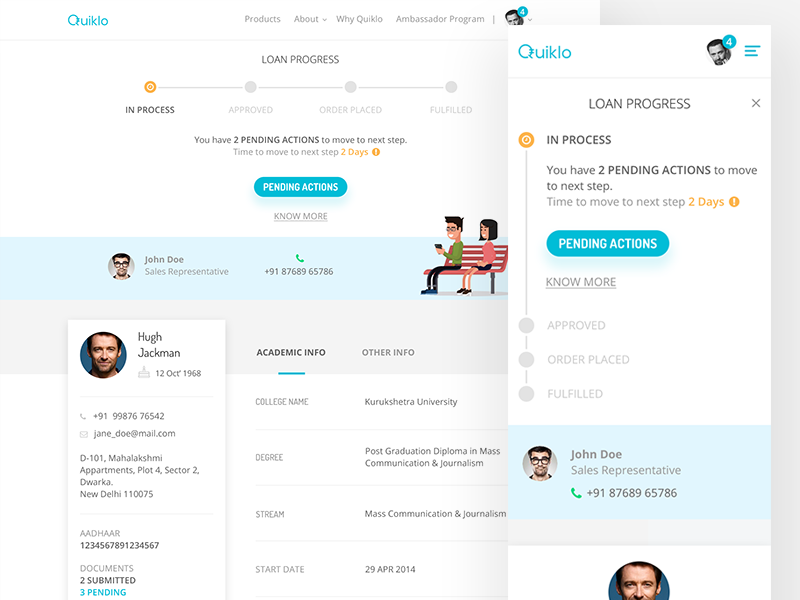 Quiklo
Products About Why Quiklo Ambassador Program | 4
LOAN PROGRESS
IN PROCESS APPROVED ORDER PLACED FULFILLED
You have 2 PENDING ACTIONS to move to next step.
Time to move to next step 2 Days !
PENDING ACTIONS
KNOW MORE
John Doe
Sales Representative
+91 87689 65786
Hugh
Jackman
12 Oct' 1968
+91 99876 76542
jane_doe@mail.com
D-101, Mahalakshmi
Appartments, Plot 4, Sector 2,
Dwarka.
New Delhi 110075
AADHAAR
1234567891234567
DOCUMENTS
2 SUBMITTED
3 PENDING
ACADEMIC INFO OTHER INFO
COLLEGE NAME Kurukshetra University
DEGREE Post Graduation Diploma in Mass
Communication & Journalism
STREAM Mass Communication & Journalism
START DATE 29 APR 2014
Quiklo 4
LOAN PROGRESS
IN PROCESS
You have 2 PENDING ACTIONS to move
to next step.
Time to move to next step 2 Days !
PENDING ACTIONS
KNOW MORE
APPROVED
ORDER PLACED
FULFILLED
John Doe
Sales Representative
+91 87689 65786